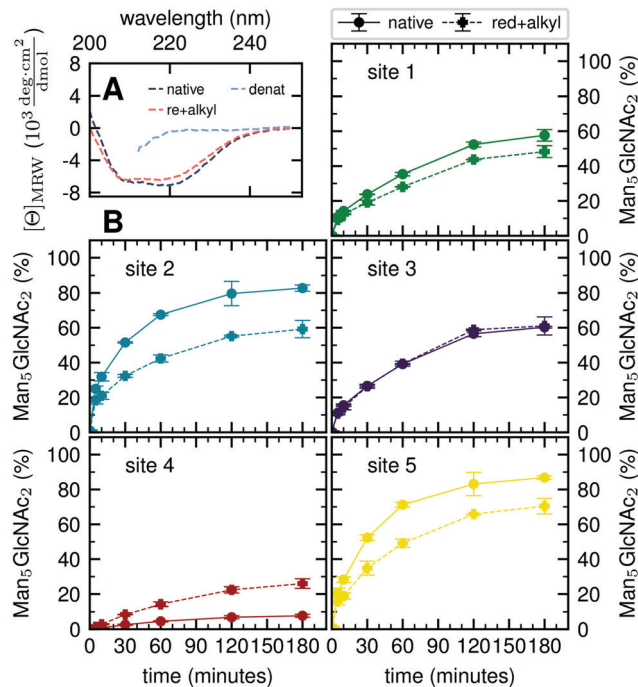 wavelength (nm)
200 220 240
native red+alkyl
[Θ]MRW (10³ deg·cm²/dmol)
8
4
0
-4
-8
A
native denat
re+alkyl
site 1
100
80
60
40
20
0
Man₅GlcNAc₂ (%)
B
Man₅GlcNAc₂ (%)
100
80
60
40
20
0
site 2
site 3
100
80
60
40
20
0
Man₅GlcNAc₂ (%)
Man₅GlcNAc₂ (%)
100
80
60
40
20
0
site 4
site 5
100
80
60
40
20
0
Man₅GlcNAc₂ (%)
0 30 60 90 120 150 180
0 30 60 90 120 150 180
time (minutes)
time (minutes)